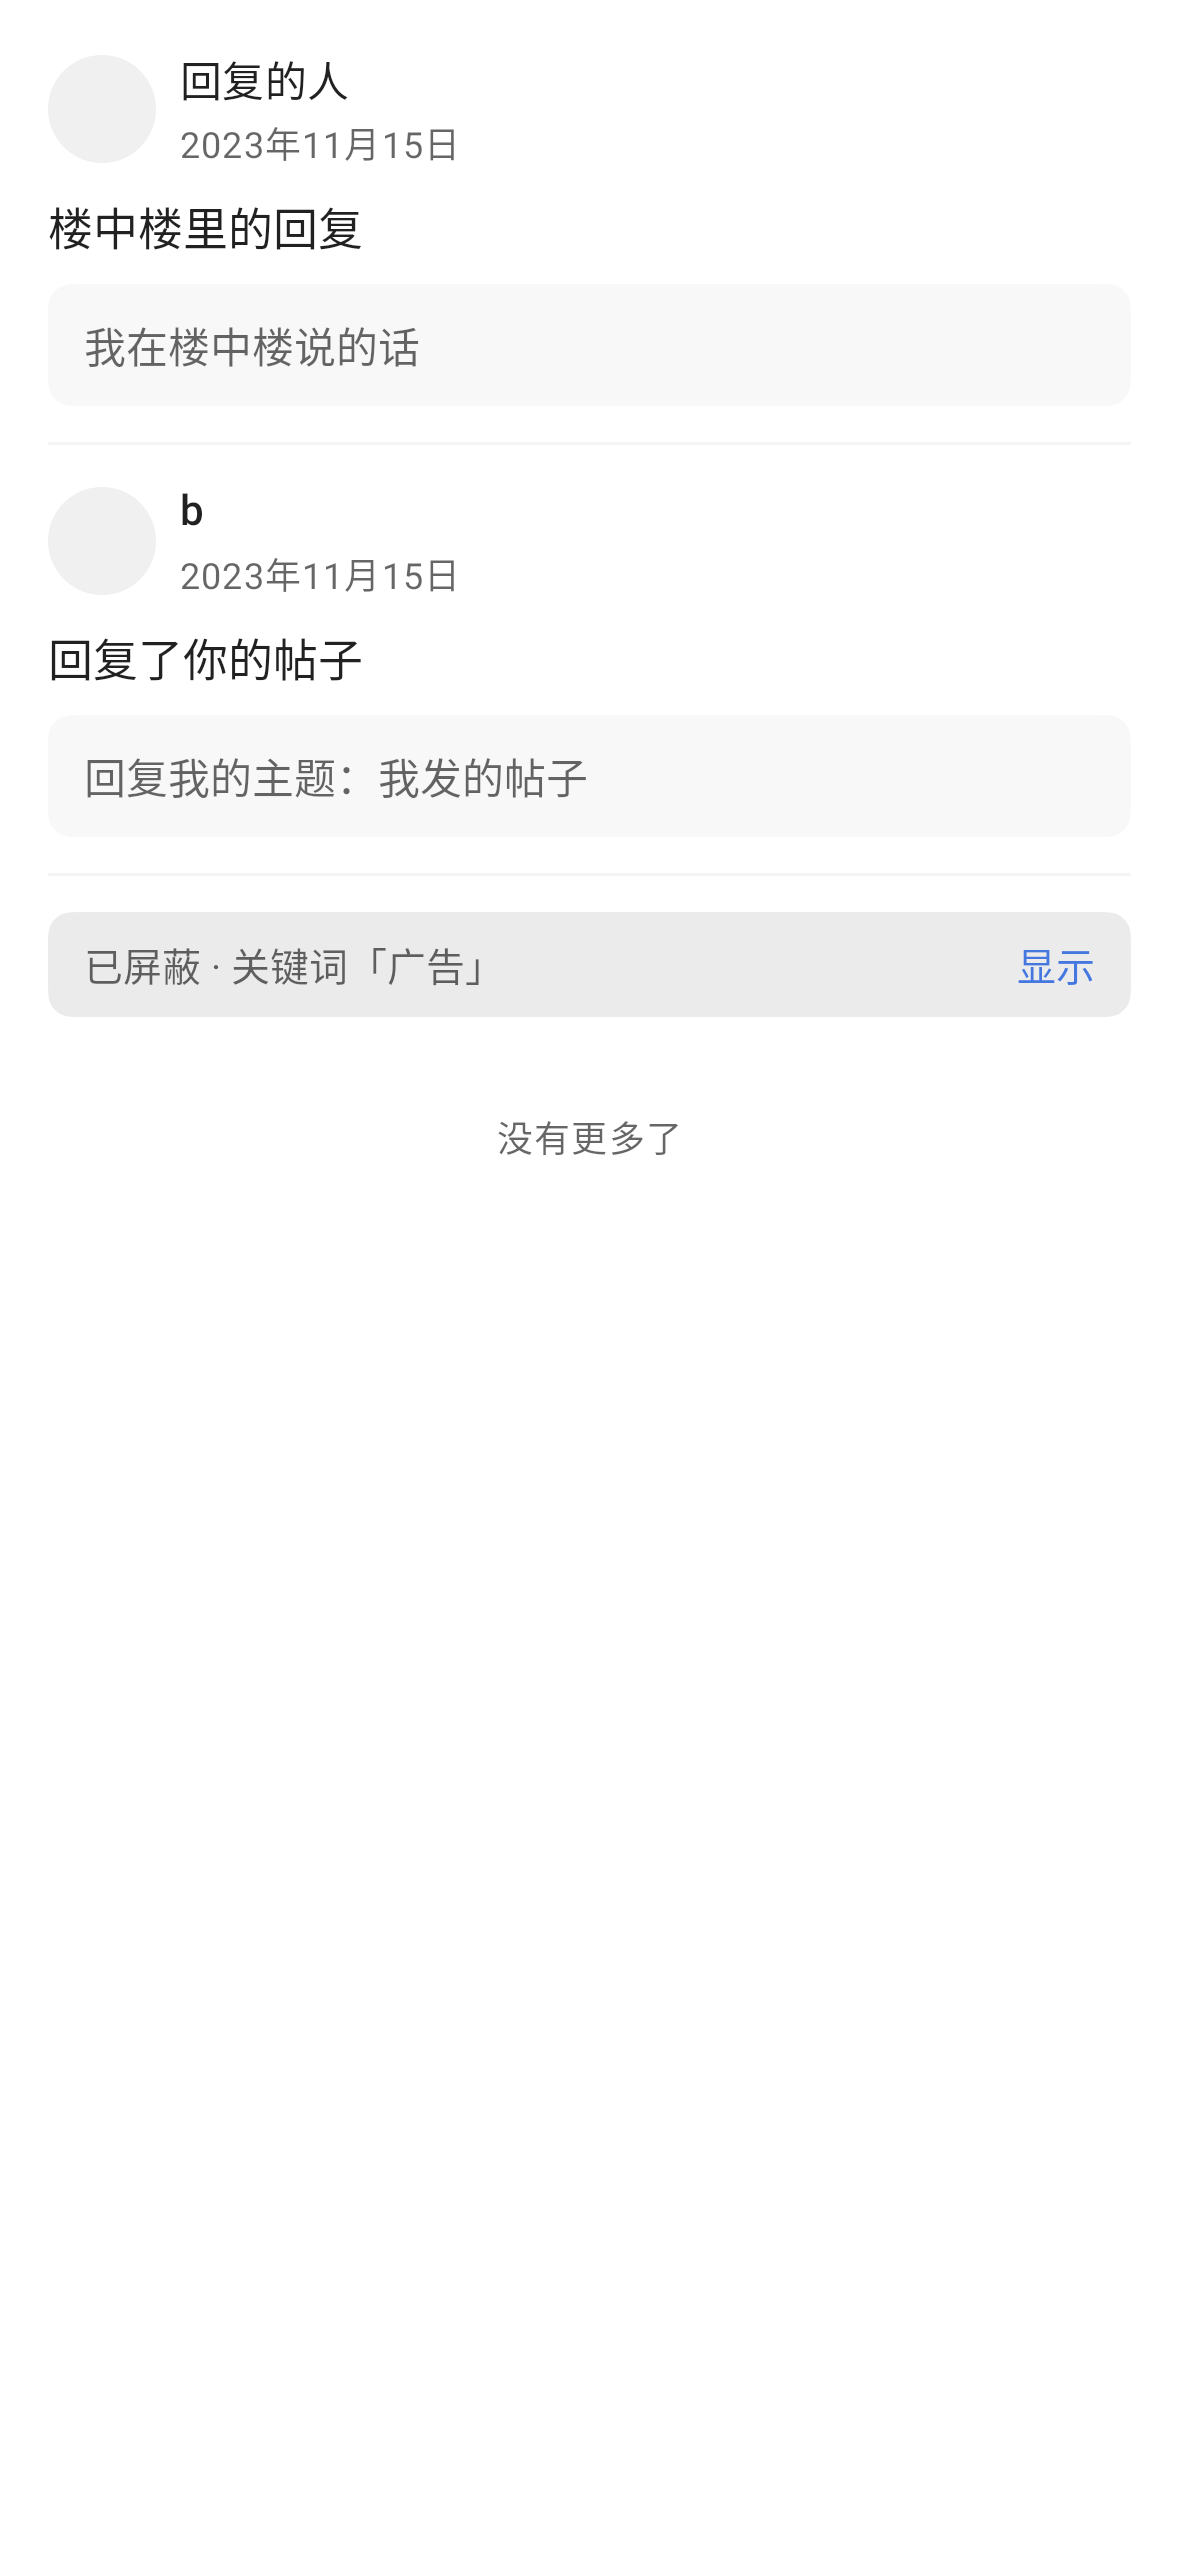 回复的人
2023年11月15日
楼中楼里的回复
我在楼中楼说的话
b
2023年11月15日
回复了你的帖子
回复我的主题：我发的帖子
已屏蔽 · 关键词「广告」 显示
没有更多了